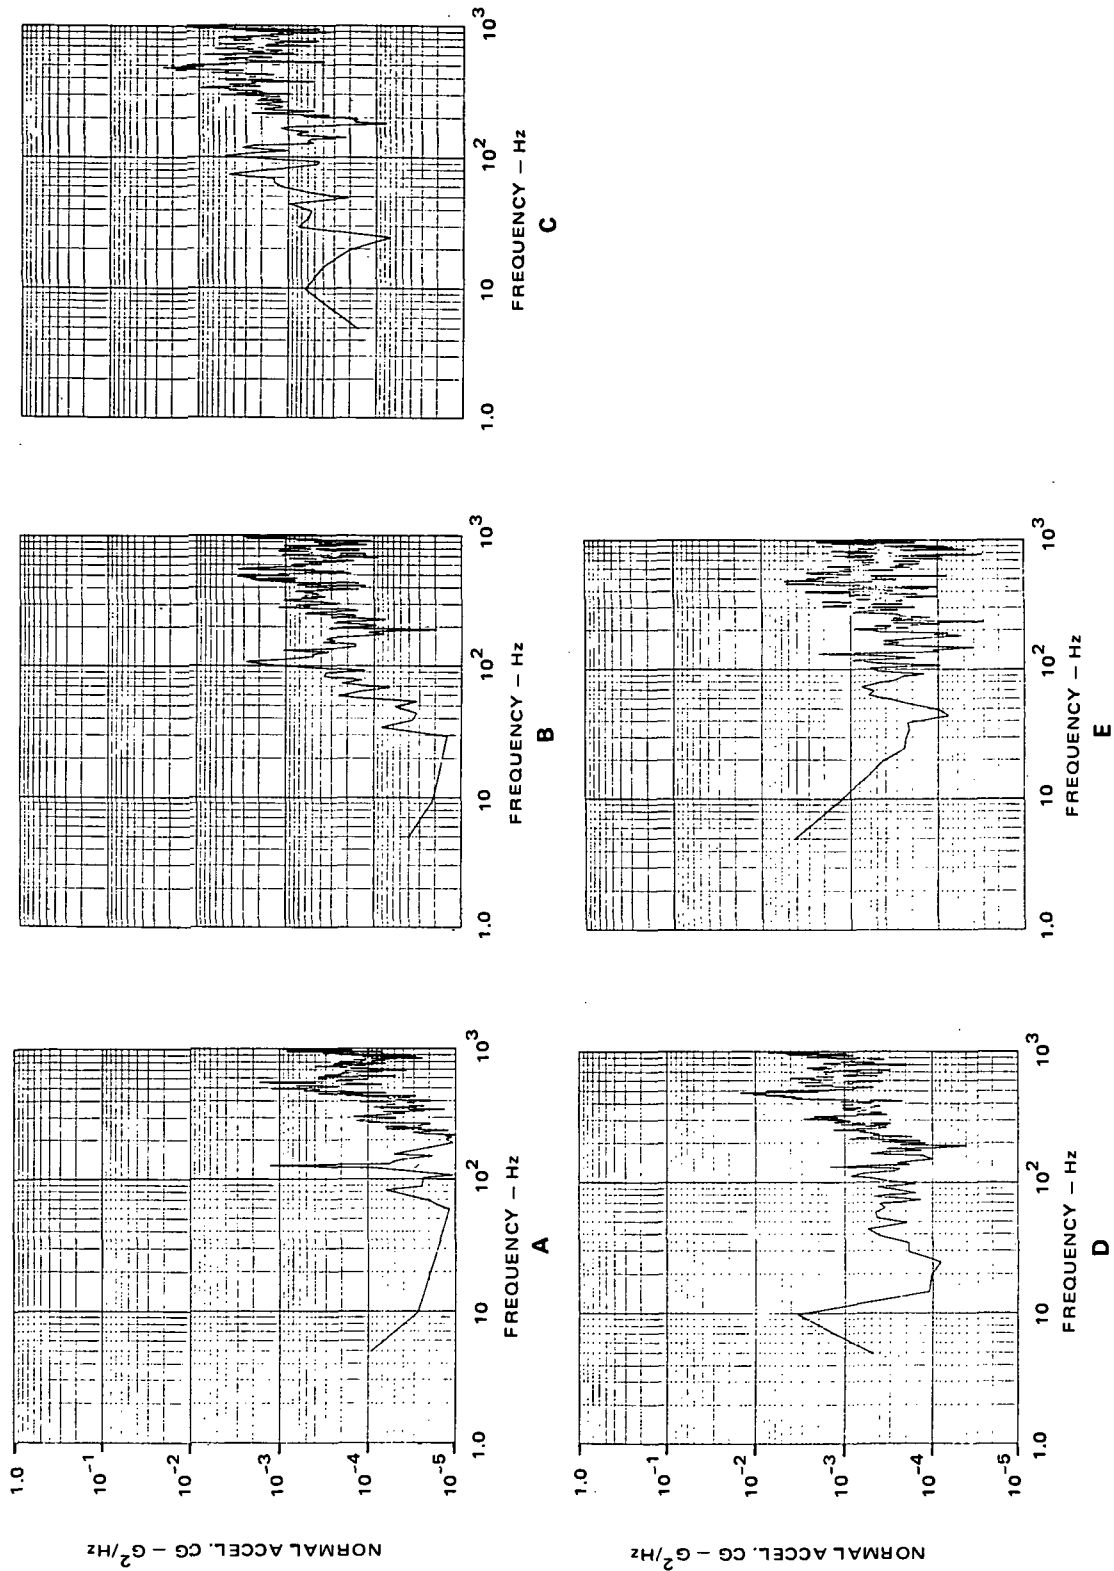 NORMAL ACCEL. CG – G²/Hz
1.0
10⁻¹
10⁻²
10⁻³
10⁻⁴
10⁻⁵
1.0 10 10² 10³
FREQUENCY – Hz
A
1.0 10 10² 10³
FREQUENCY – Hz
B
1.0 10 10² 10³
FREQUENCY – Hz
C
NORMAL ACCEL. CG – G²/Hz
1.0
10⁻¹
10⁻²
10⁻³
10⁻⁴
10⁻⁵
1.0 10 10² 10³
FREQUENCY – Hz
D
1.0 10 10² 10³
FREQUENCY – Hz
E